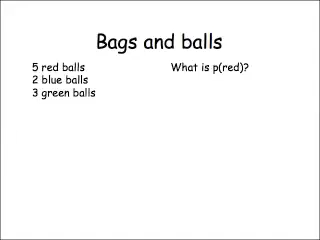 Bags and balls
5 red balls
2 blue balls
3 green balls
What is p(red)?